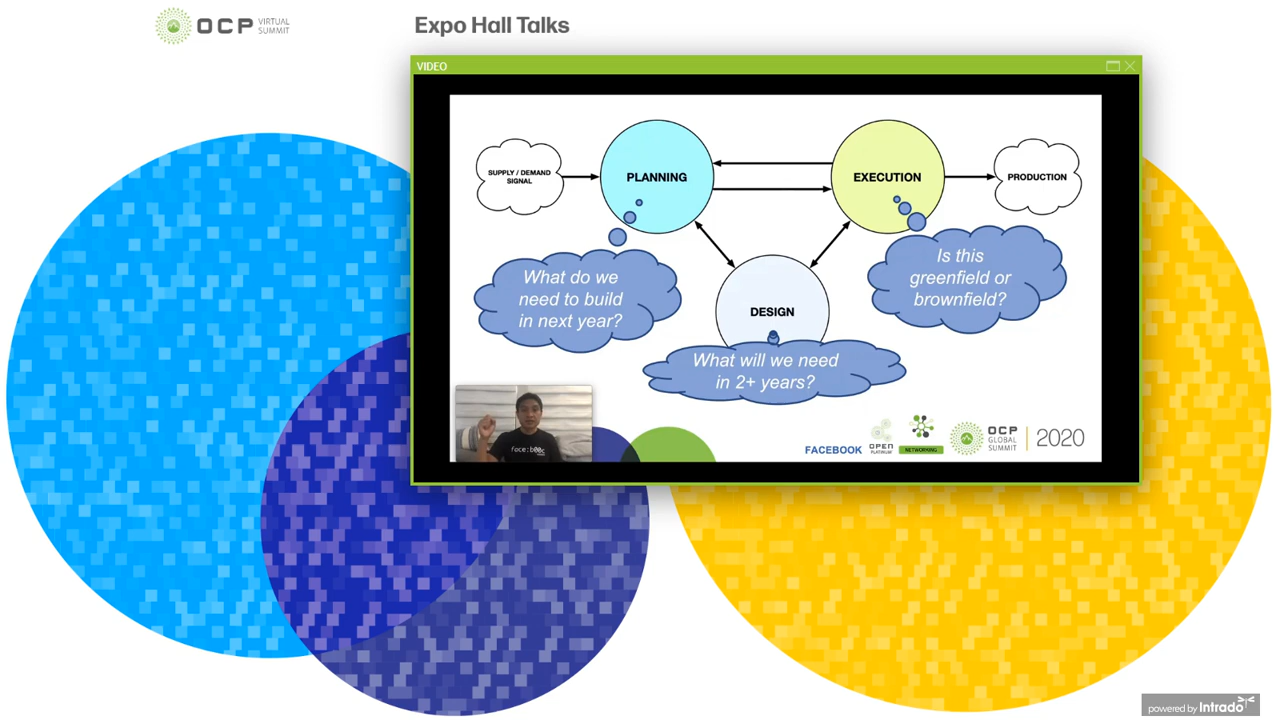 OCP VIRTUAL
SUMMIT
Expo Hall Talks
VIDEO
SUPPLY / DEMAND
SIGNAL
PLANNING
EXECUTION
PRODUCTION
What do we
need to build
in next year?
Is this
greenfield or
brownfield?
DESIGN
What will we need
in 2+ years?
FACEBOOK
OPEN
PLATINUM
NETWORKING
OCP
GLOBAL
SUMMIT
2020
powered by Intrado